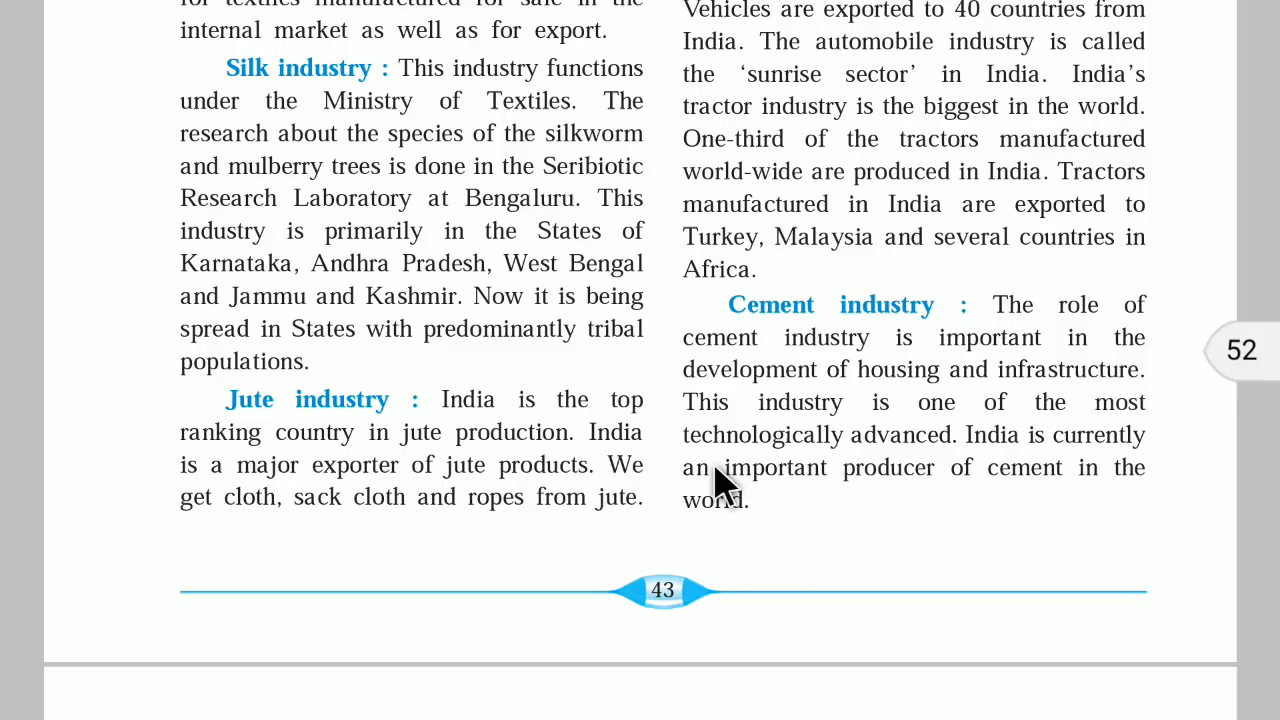 for textiles manufactured for sale in the
internal market as well as for export.
Silk industry : This industry functions
under the Ministry of Textiles. The
research about the species of the silkworm
and mulberry trees is done in the Seribiotic
Research Laboratory at Bengaluru. This
industry is primarily in the States of
Karnataka, Andhra Pradesh, West Bengal
and Jammu and Kashmir. Now it is being
spread in States with predominantly tribal
populations.
Jute industry : India is the top
ranking country in jute production. India
is a major exporter of jute products. We
get cloth, sack cloth and ropes from jute.
Vehicles are exported to 40 countries from
India. The automobile industry is called
the ‘sunrise sector’ in India. India’s
tractor industry is the biggest in the world.
One-third of the tractors manufactured
world-wide are produced in India. Tractors
manufactured in India are exported to
Turkey, Malaysia and several countries in
Africa.
Cement industry : The role of
cement industry is important in the
development of housing and infrastructure.
This industry is one of the most
technologically advanced. India is currently
an important producer of cement in the
world.
43
52